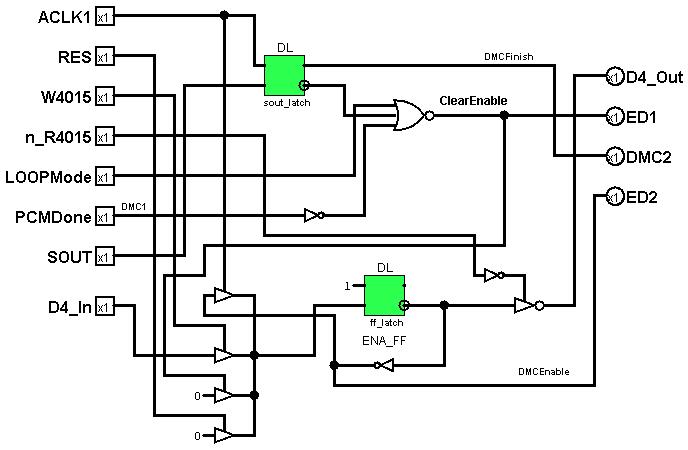 ACLK1
x1
RES
x1
W4015
x1
n_R4015
x1
LOOPMode
x1
PCMDone
x1
DMC1
SOUT
x1
D4_In
x1
DL
sout_latch
DMCFinish
ClearEnable
x1
D4_Out
x1
ED1
x1
DMC2
x1
ED2
DL
1
ff_latch
ENA_FF
DMCEnable
0
0